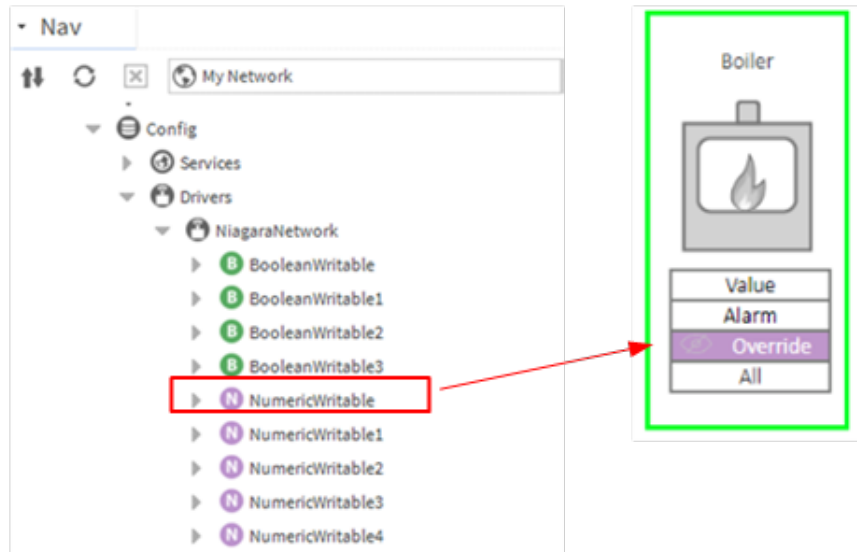 Nav
My Network
Config
Services
Drivers
NiagaraNetwork
B BooleanWritable
B BooleanWritable1
B BooleanWritable2
B BooleanWritable3
N NumericWritable
N NumericWritable1
N NumericWritable2
N NumericWritable3
N NumericWritable4
Boiler
Value
Alarm
Override
All